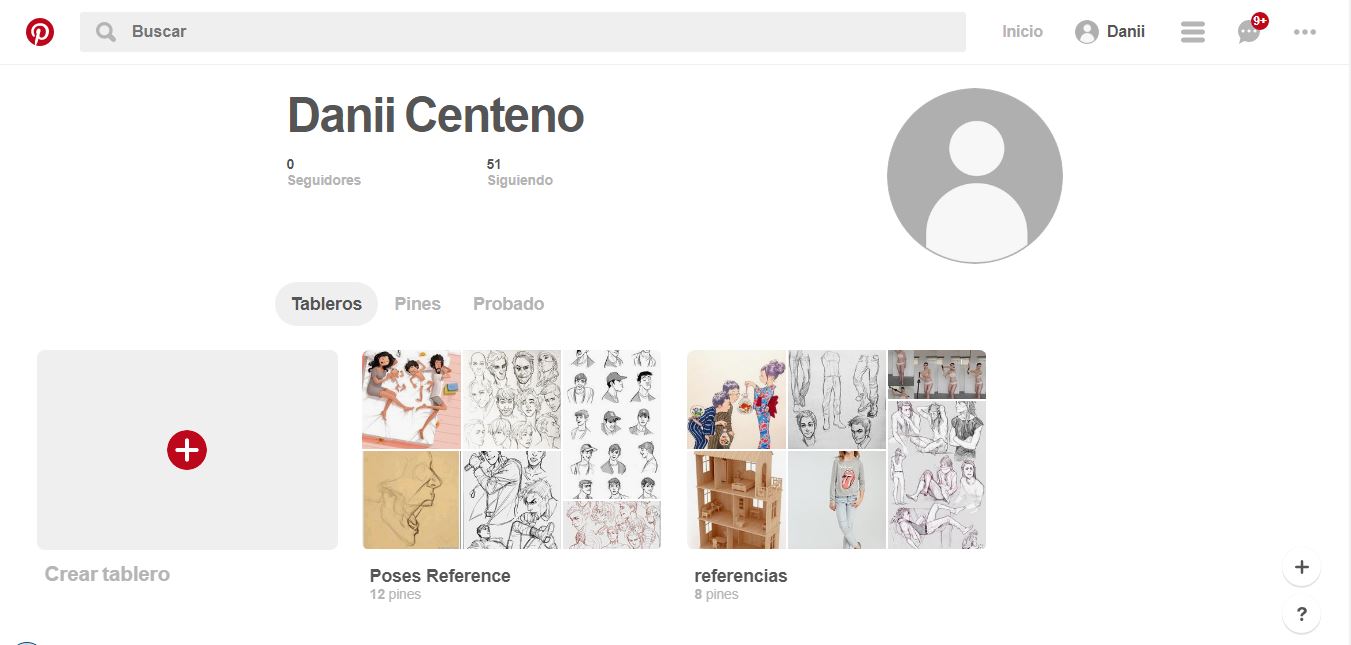 Buscar
Inicio
Danii
9+
Danii Centeno
0
Seguidores
51
Siguiendo
Tableros
Pines
Probado
Crear tablero
Poses Reference
12 pines
referencias
8 pines
?